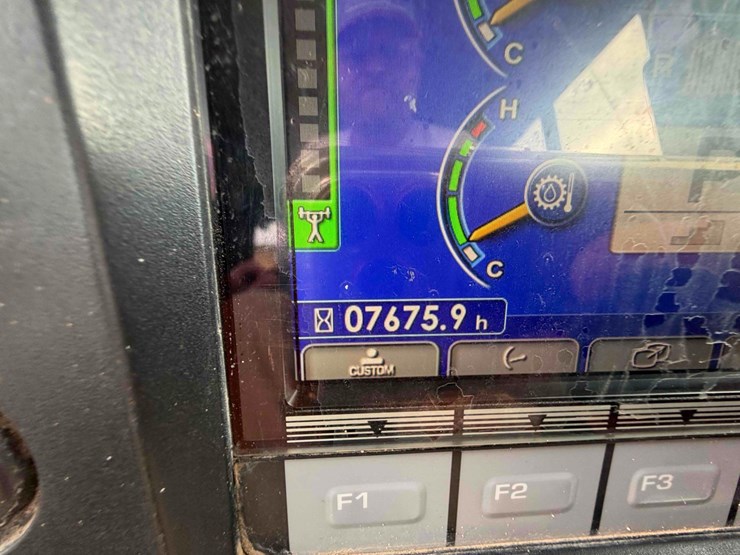 C
H
C
07675.9 h
CUSTOM
F1 F2 F3